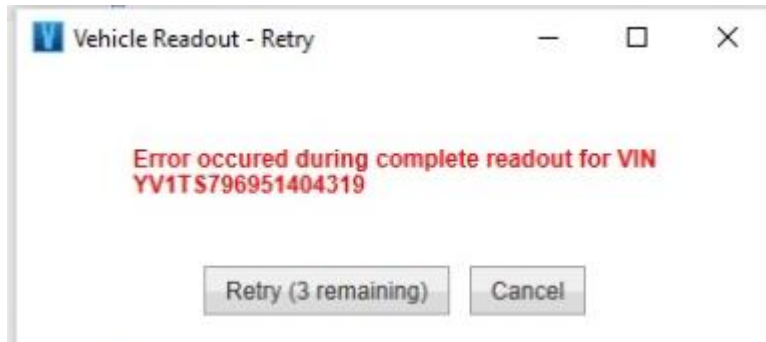 Vehicle Readout - Retry
Error occured during complete readout for VIN
YV1TS796951404319
Retry (3 remaining) Cancel